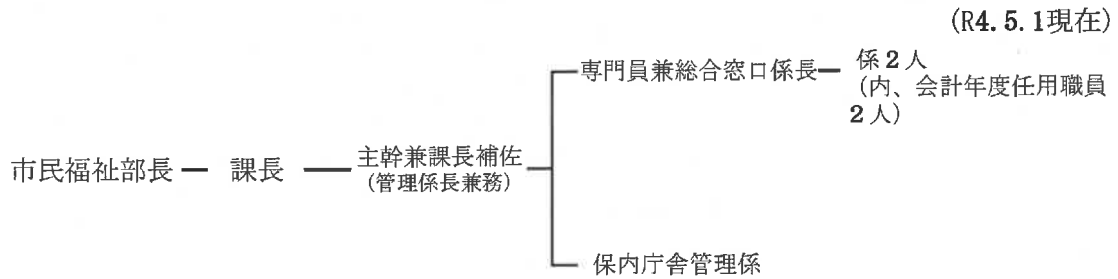 (R4.5.1現在)
専門員兼総合窓口係長
係2人
(内、会計年度任用職員
2人)
市民福祉部長
課長
主幹兼課長補佐
(管理係長兼務)
保内庁舎管理係